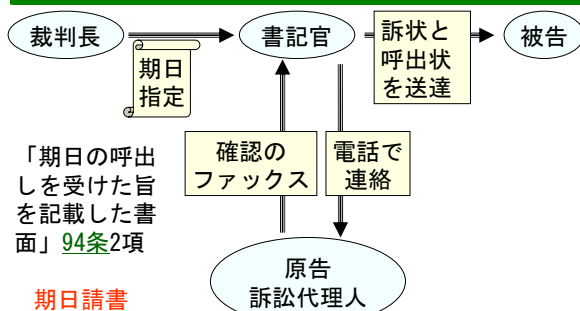 裁判長
書記官
訴状と
呼出状
を送達
被告
期日
指定
「期日の呼出
しを受けた旨
を記載した書
面」94条2項
確認の
ファックス
電話で
連絡
期日請書
原告
訴訟代理人